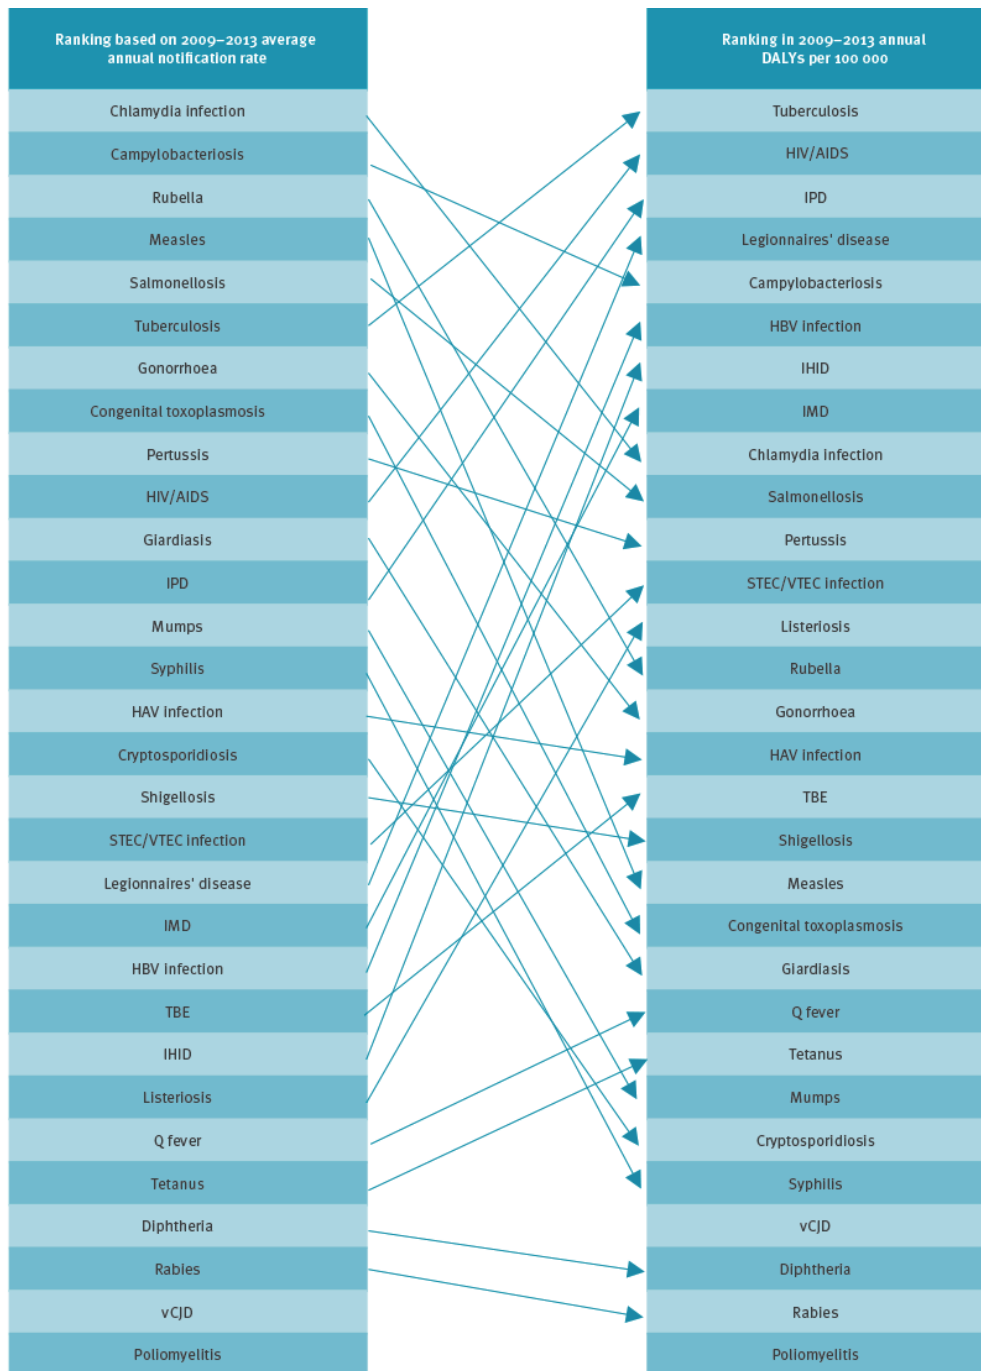 Ranking based on 2009–2013 average
annual notification rate
Chlamydia infection
Campylobacteriosis
Rubella
Measles
Salmonellosis
Tuberculosis
Gonorrhoea
Congenital toxoplasmosis
Pertussis
HIV/AIDS
Giardiasis
IPD
Mumps
Syphilis
HAV infection
Cryptosporidiosis
Shigellosis
STEC/VTEC infection
Legionnaires' disease
IMD
HBV infection
TBE
IHID
Listeriosis
Q fever
Tetanus
Diphtheria
Rabies
vCJD
Poliomyelitis
Ranking in 2009–2013 annual
DALYs per 100 000
Tuberculosis
HIV/AIDS
IPD
Legionnaires' disease
Campylobacteriosis
HBV infection
IHID
IMD
Chlamydia infection
Salmonellosis
Pertussis
STEC/VTEC infection
Listeriosis
Rubella
Gonorrhoea
HAV infection
TBE
Shigellosis
Measles
Congenital toxoplasmosis
Giardiasis
Q fever
Tetanus
Mumps
Cryptosporidiosis
Syphilis
vCJD
Diphtheria
Rabies
Poliomyelitis